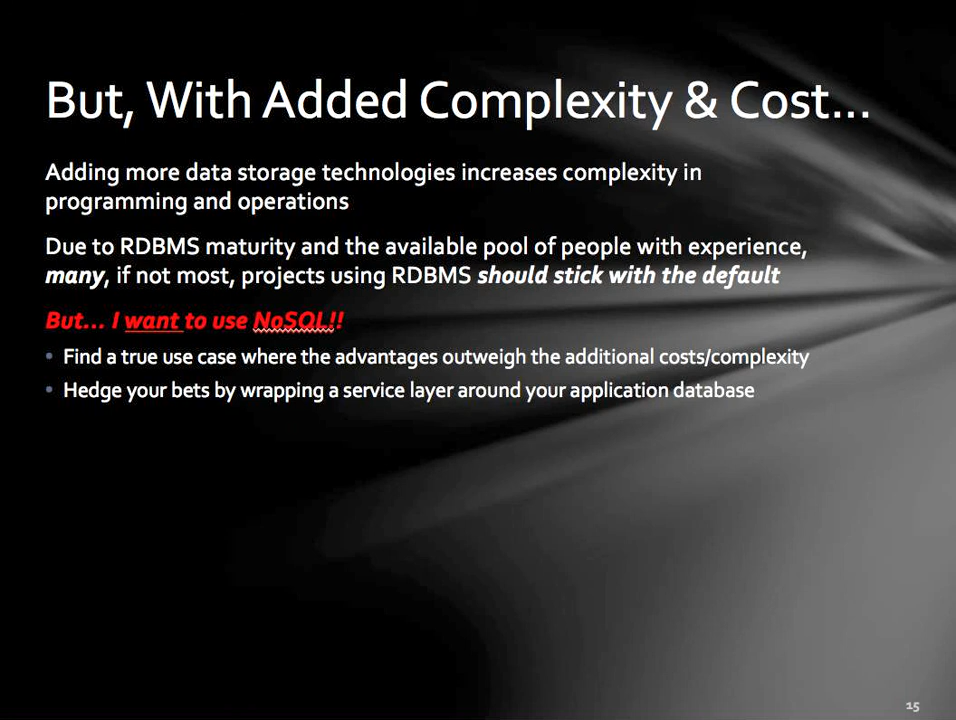 But, With Added Complexity & Cost...
Adding more data storage technologies increases complexity in
programming and operations
Due to RDBMS maturity and the available pool of people with experience,
many, if not most, projects using RDBMS should stick with the default
But... I want to use NoSQL!!
• Find a true use case where the advantages outweigh the additional costs/complexity
• Hedge your bets by wrapping a service layer around your application database
15